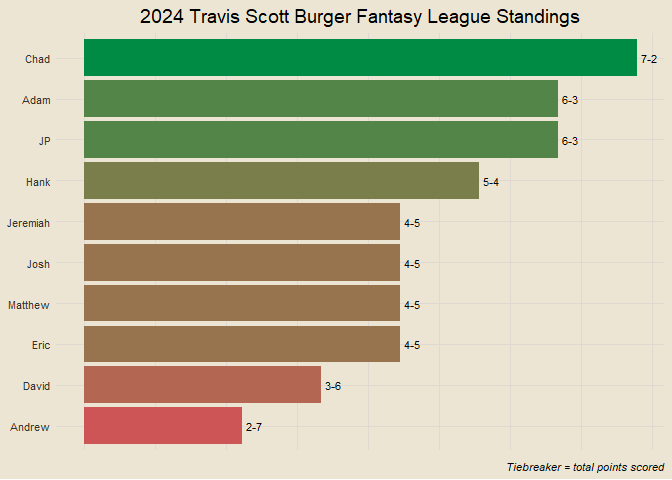 2024 Travis Scott Burger Fantasy League Standings
Chad 7-2
Adam 6-3
JP 6-3
Hank 5-4
Jeremiah 4-5
Josh 4-5
Matthew 4-5
Eric 4-5
David 3-6
Andrew 2-7
Tiebreaker = total points scored